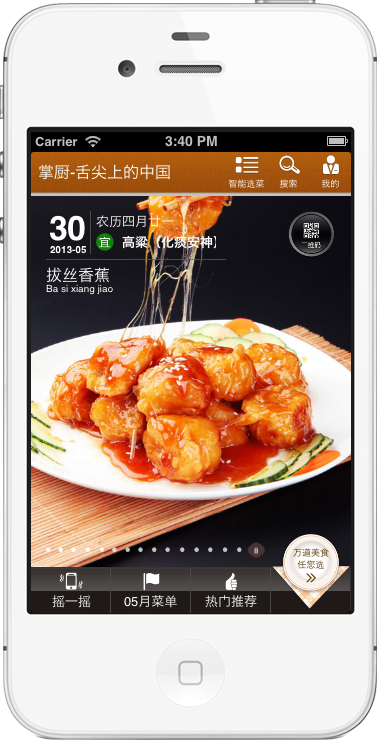 Carrier 3:40 PM
掌厨-舌尖上的中国
智能选菜 搜索 我的
30
2013-05
农历四月廿一
宜 高粱（化痰安神）
二维码
拔丝香蕉
Ba si xiang jiao
万道美食
任您选
摇一摇 05月菜单 热门推荐